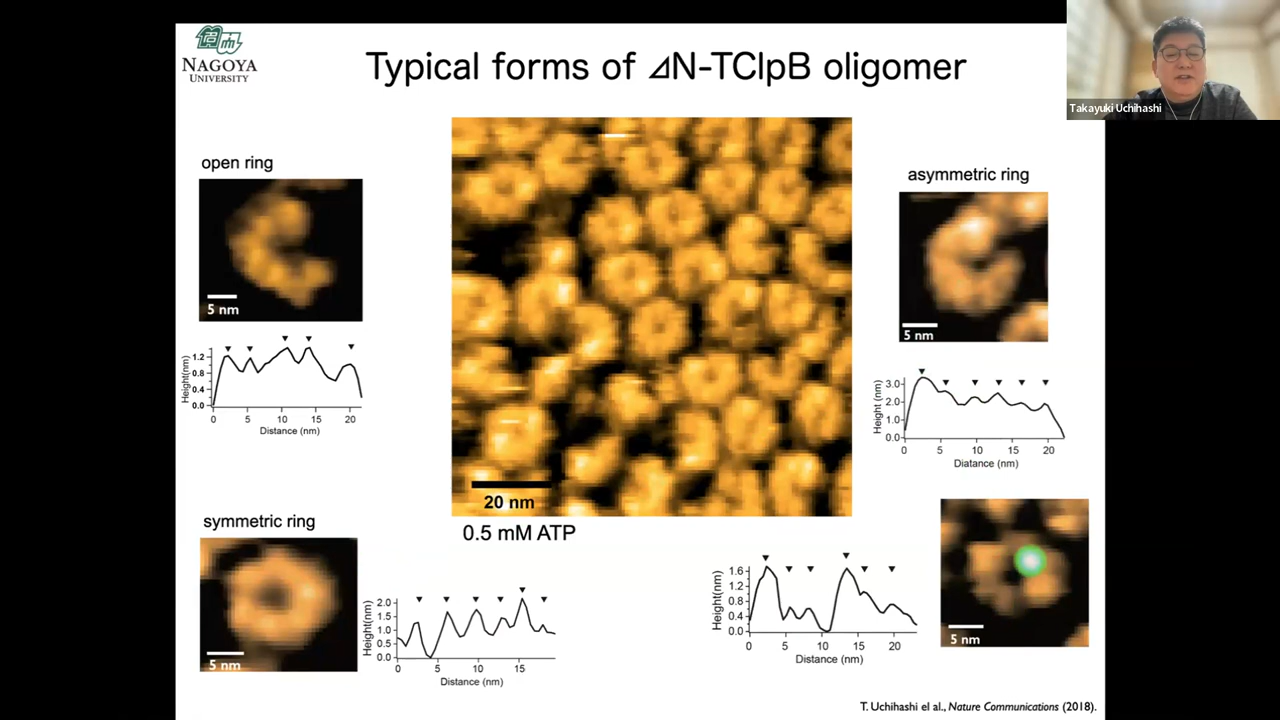 NAGOYA
UNIVERSITY
Typical forms of ⊿N-TClpB oligomer
Takayuki Uchihashi
open ring
5 nm
Height(nm)
1.2
0.8
0.4
0.0
0 5 10 15 20
Distance (nm)
20 nm
0.5 mM ATP
asymmetric ring
5 nm
Height (nm)
3.0
2.0
1.0
0.0
0 5 10 15 20
Diatance (nm)
symmetric ring
5 nm
Height(nm)
2.0
1.5
1.0
0.5
0.0
0 5 10 15
Distance (nm)
Height(nm)
1.6
1.2
0.8
0.4
0.0
0 5 10 15 20
Distance (nm)
5 nm
T. Uchihashi el al., Nature Communications (2018).